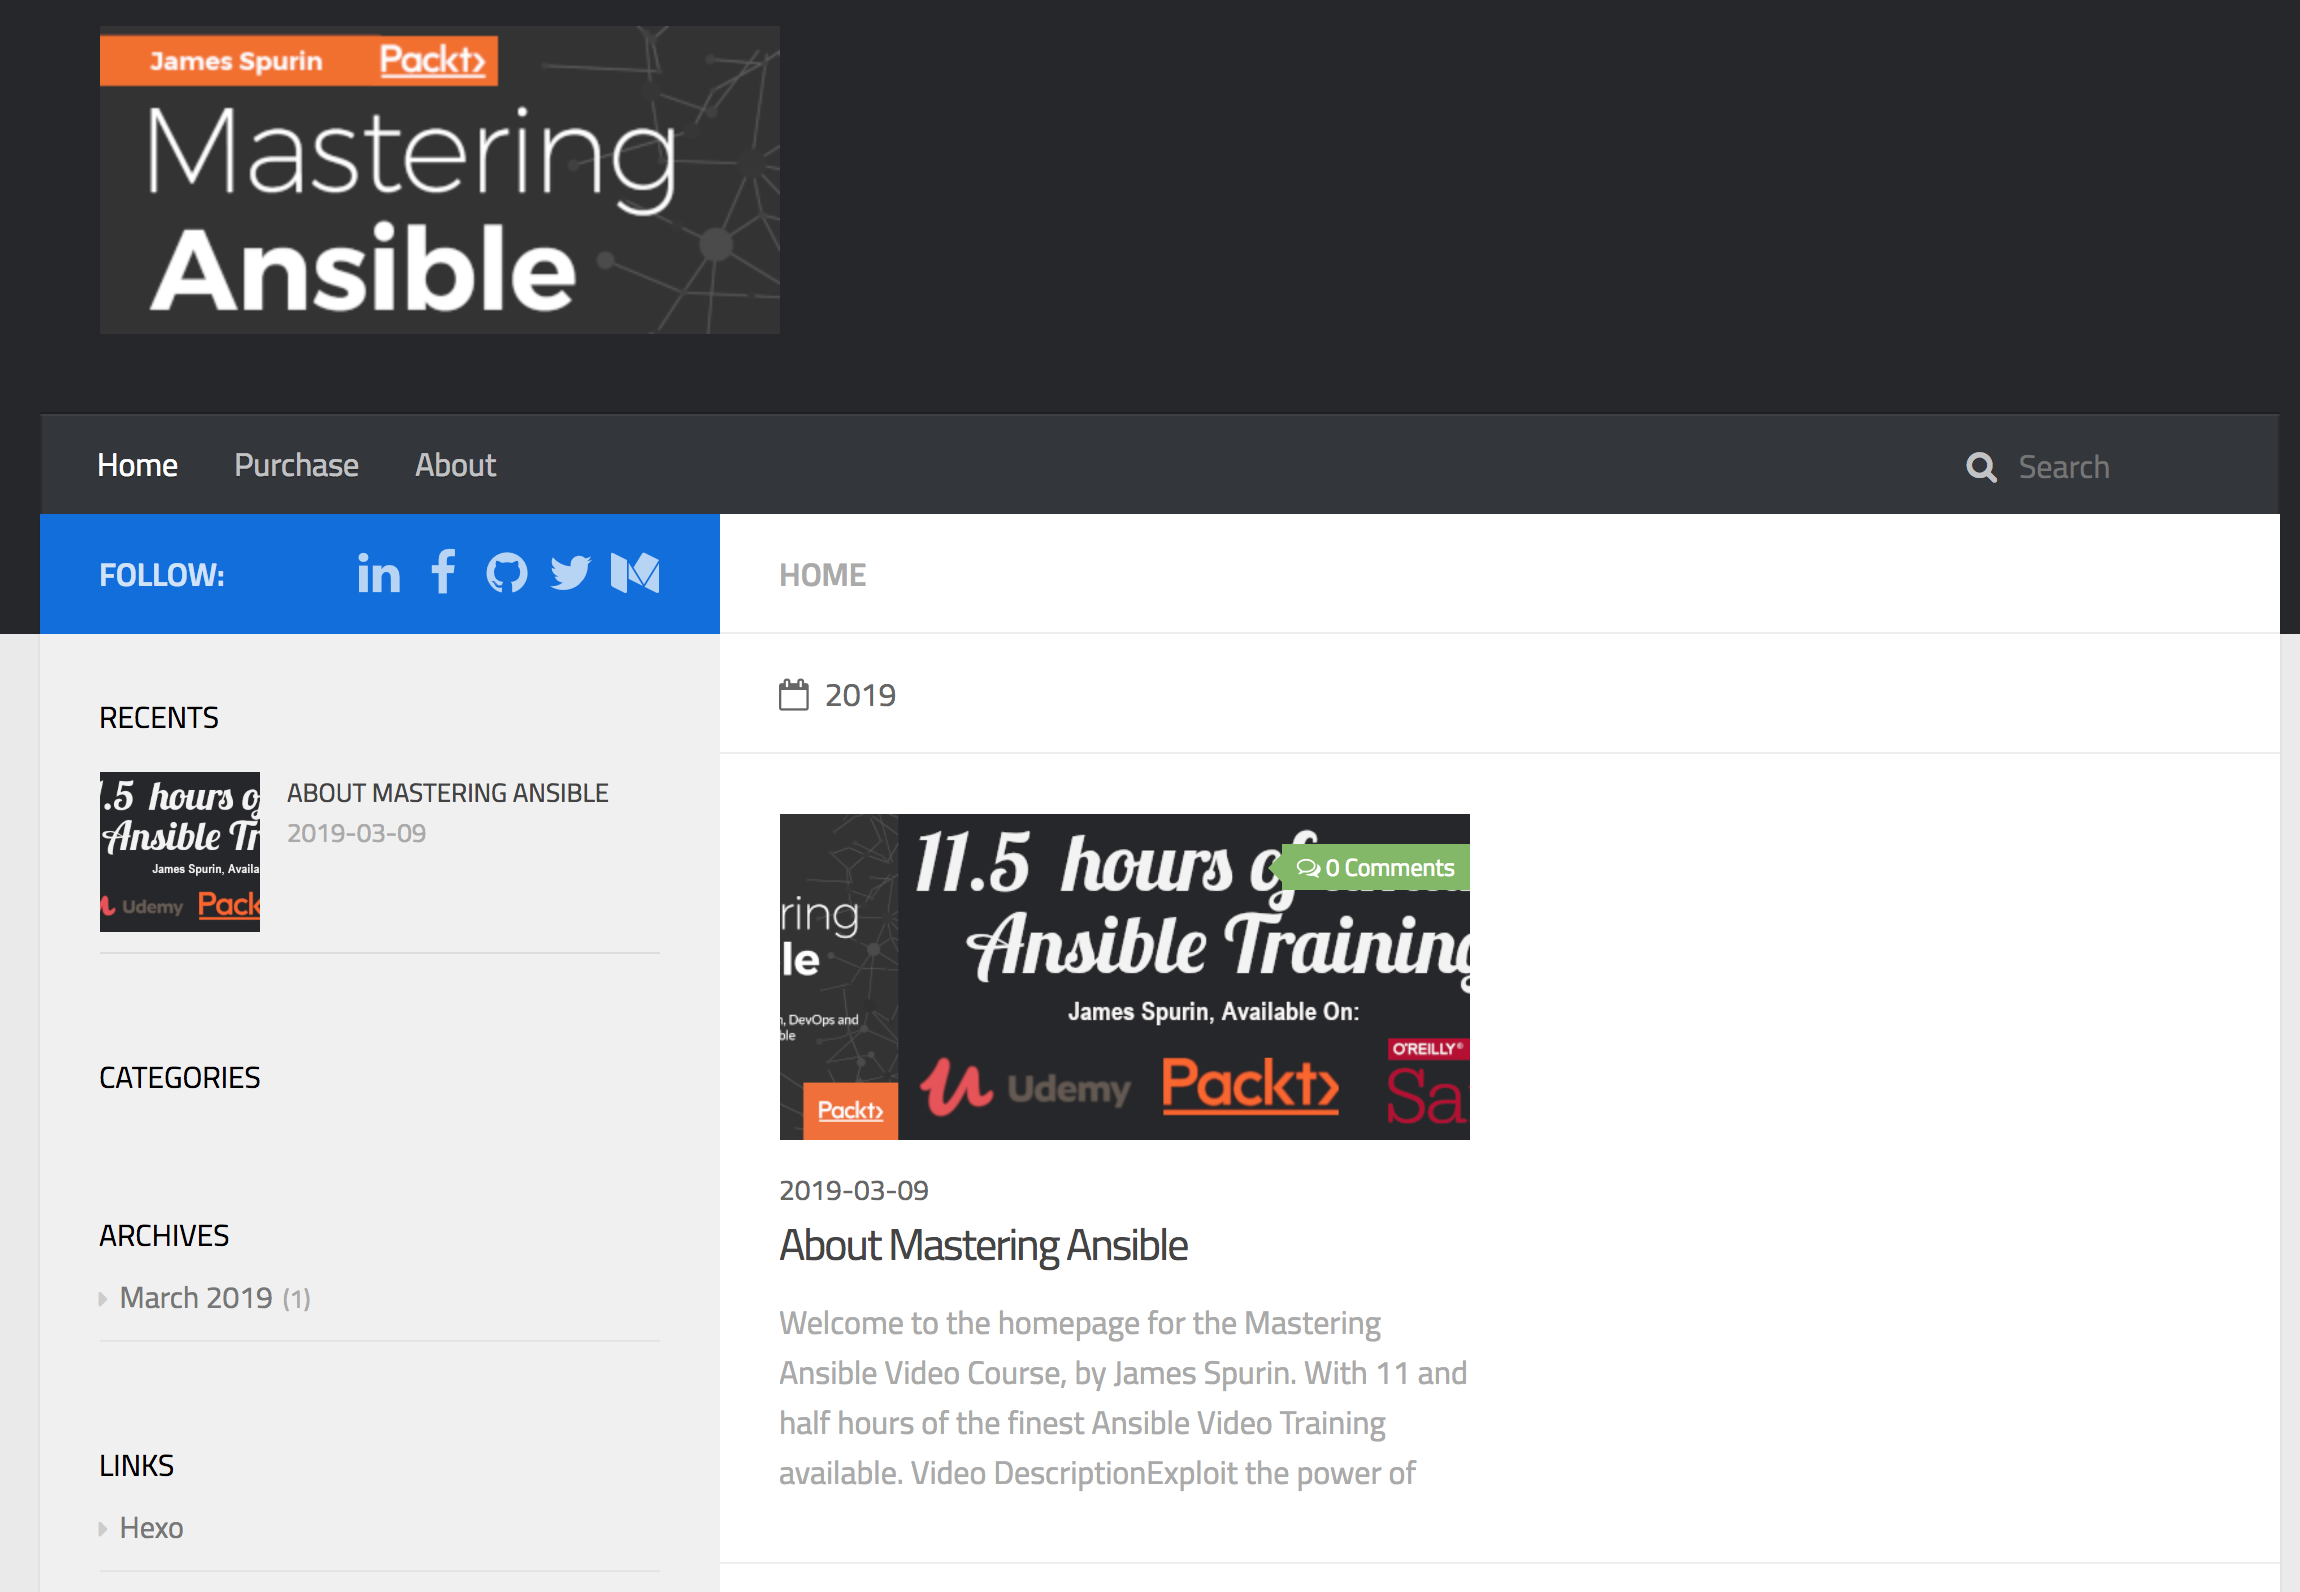 James Spurin Packt>
Mastering
Ansible
Home Purchase About Search
FOLLOW:
HOME
2019
RECENTS
.5 hours o
Ansible Tr
James Spurin, Availa
Udemy Pack
ABOUT MASTERING ANSIBLE
2019-03-09
CATEGORIES
ARCHIVES
March 2019 (1)
LINKS
Hexo
ring
le
, DevOps and
ble
Packt>
11.5 hours of
0 Comments
Ansible Training
James Spurin, Available On:
Udemy Packt> O'REILLY®
Sa
2019-03-09
About Mastering Ansible
Welcome to the homepage for the Mastering
Ansible Video Course, by James Spurin. With 11 and
half hours of the finest Ansible Video Training
available. Video DescriptionExploit the power of